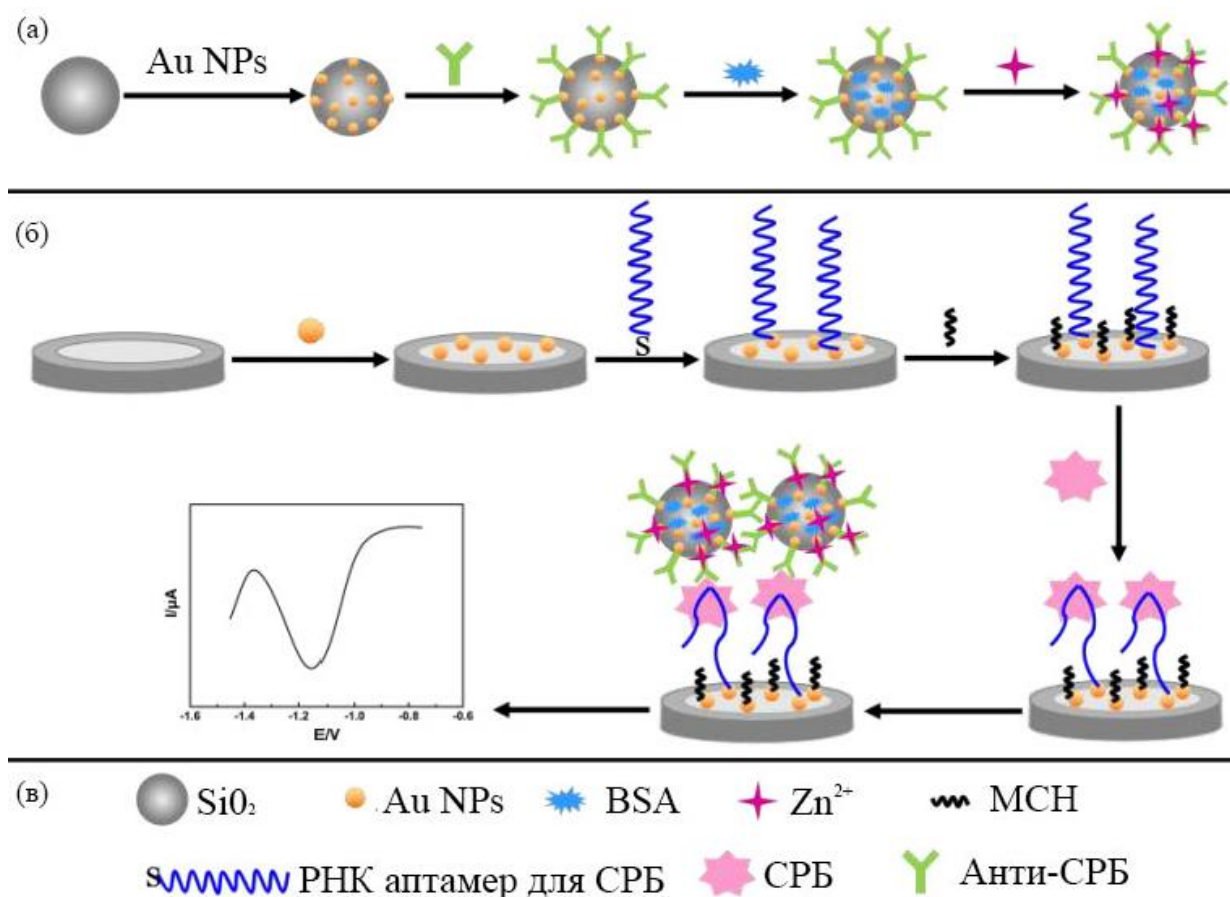 (а)
Au NPs
(б)
S
I/µA
-1.6 -1.4 -1.2 -1.0 -0.8 -0.6
E/V
(в)
SiO₂ Au NPs BSA Zn²⁺ MCH
S РНК аптамер для СРБ СРБ Анти-СРБ